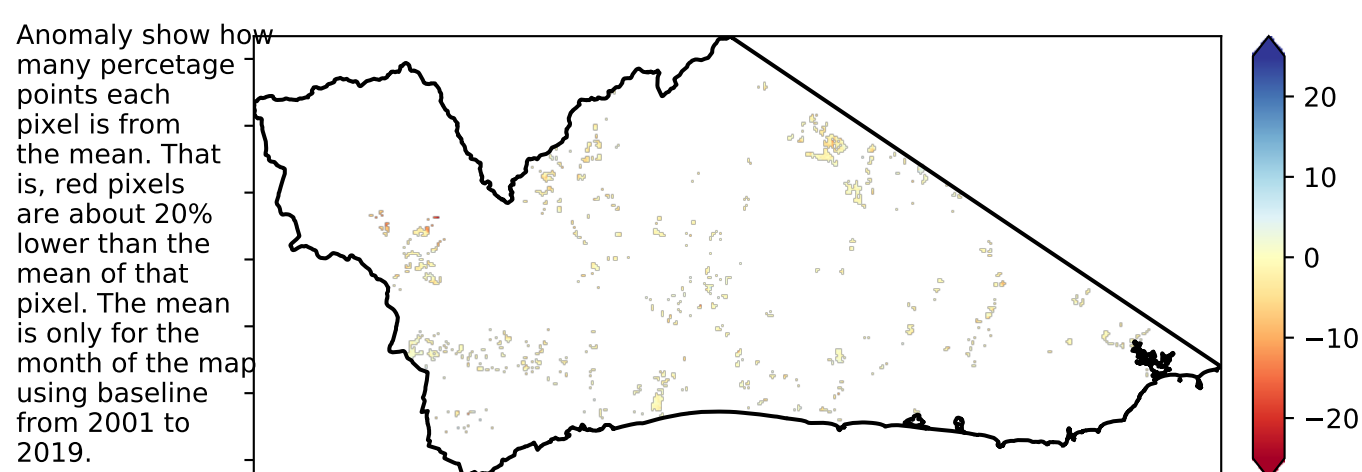 Anomaly show how
many percetage
points each
pixel is from
the mean. That
is, red pixels
are about 20%
lower than the
mean of that
pixel. The mean
is only for the
month of the map
using baseline
from 2001 to
2019.
20
10
0
−10
−20